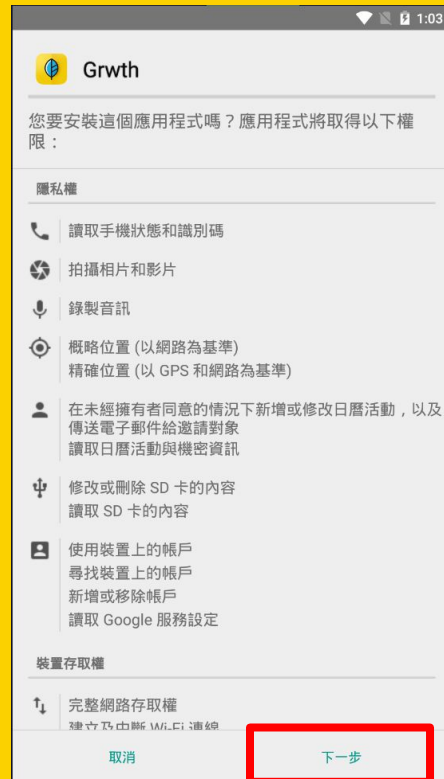 1:03
Grwth
您要安裝這個應用程式嗎？應用程式將取得以下權
限：
隱私權
讀取手機狀態和識別碼
拍攝相片和影片
錄製音訊
概略位置 (以網路為基準)
精確位置 (以 GPS 和網路為基準)
在未經擁有者同意的情況下新增或修改日曆活動，以及
傳送電子郵件給邀請對象
讀取日曆活動與機密資訊
修改或刪除 SD 卡的內容
讀取 SD 卡的內容
使用裝置上的帳戶
尋找裝置上的帳戶
新增或移除帳戶
讀取 Google 服務設定
裝置存取權
完整網路存取權
建立及中斷 Wi-Fi 連線
取消
下一步